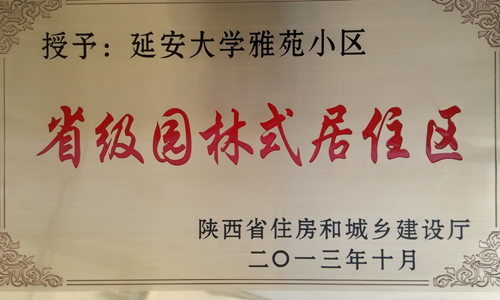 授予：延安大学雅苑小区
省级园林式居住区
陕西省住房和城乡建设厅
二〇一三年十月